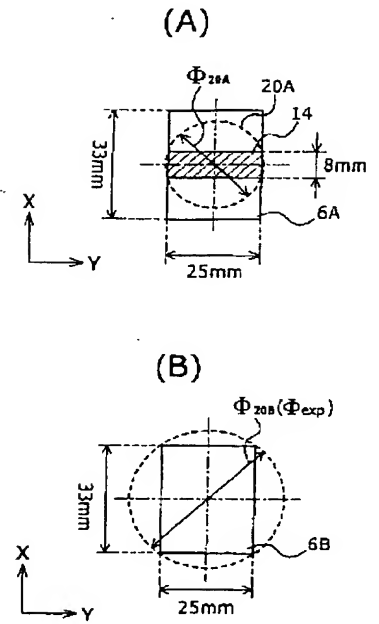 (A)
Φ20A
20A
14
33mm
8mm
6A
X
Y
25mm
(B)
Φ20B(Φexp)
33mm
6B
X
Y
25mm